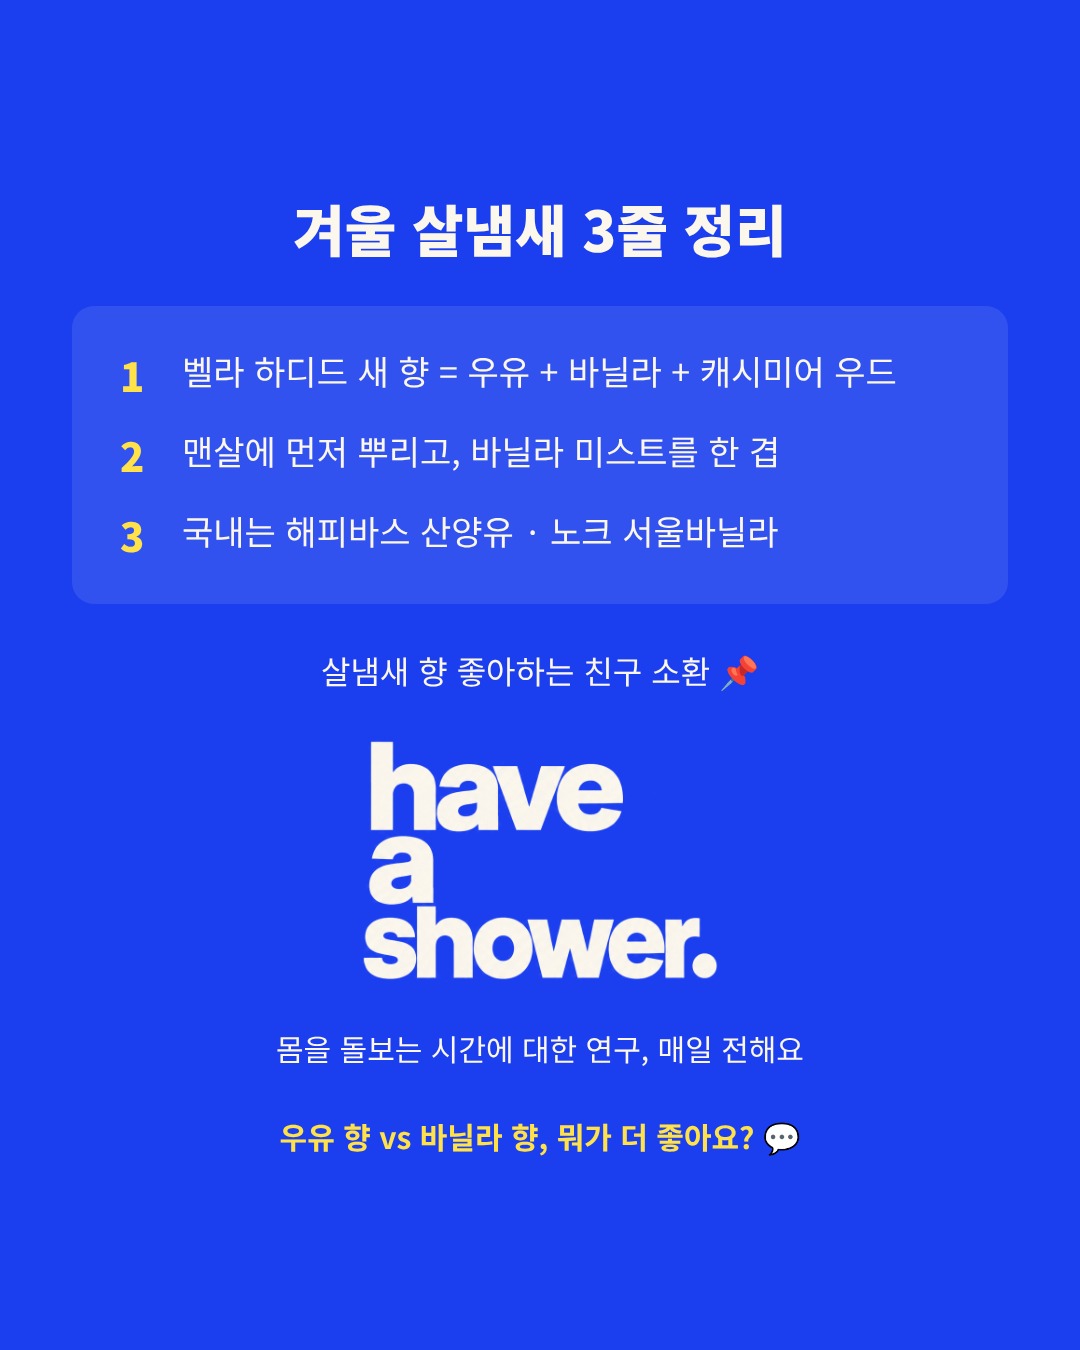 겨울 살냄새 3줄 정리
1 벨라 하디드 새 향 = 우유 + 바닐라 + 캐시미어 우드
2 맨살에 먼저 뿌리고, 바닐라 미스트를 한 겹
3 국내는 해피바스 산양유 · 노크 서울바닐라
살냄새 향 좋아하는 친구 소환 📌
have
a
shower.
몸을 돌보는 시간에 대한 연구, 매일 전해요
우유 향 vs 바닐라 향, 뭐가 더 좋아요? 💬